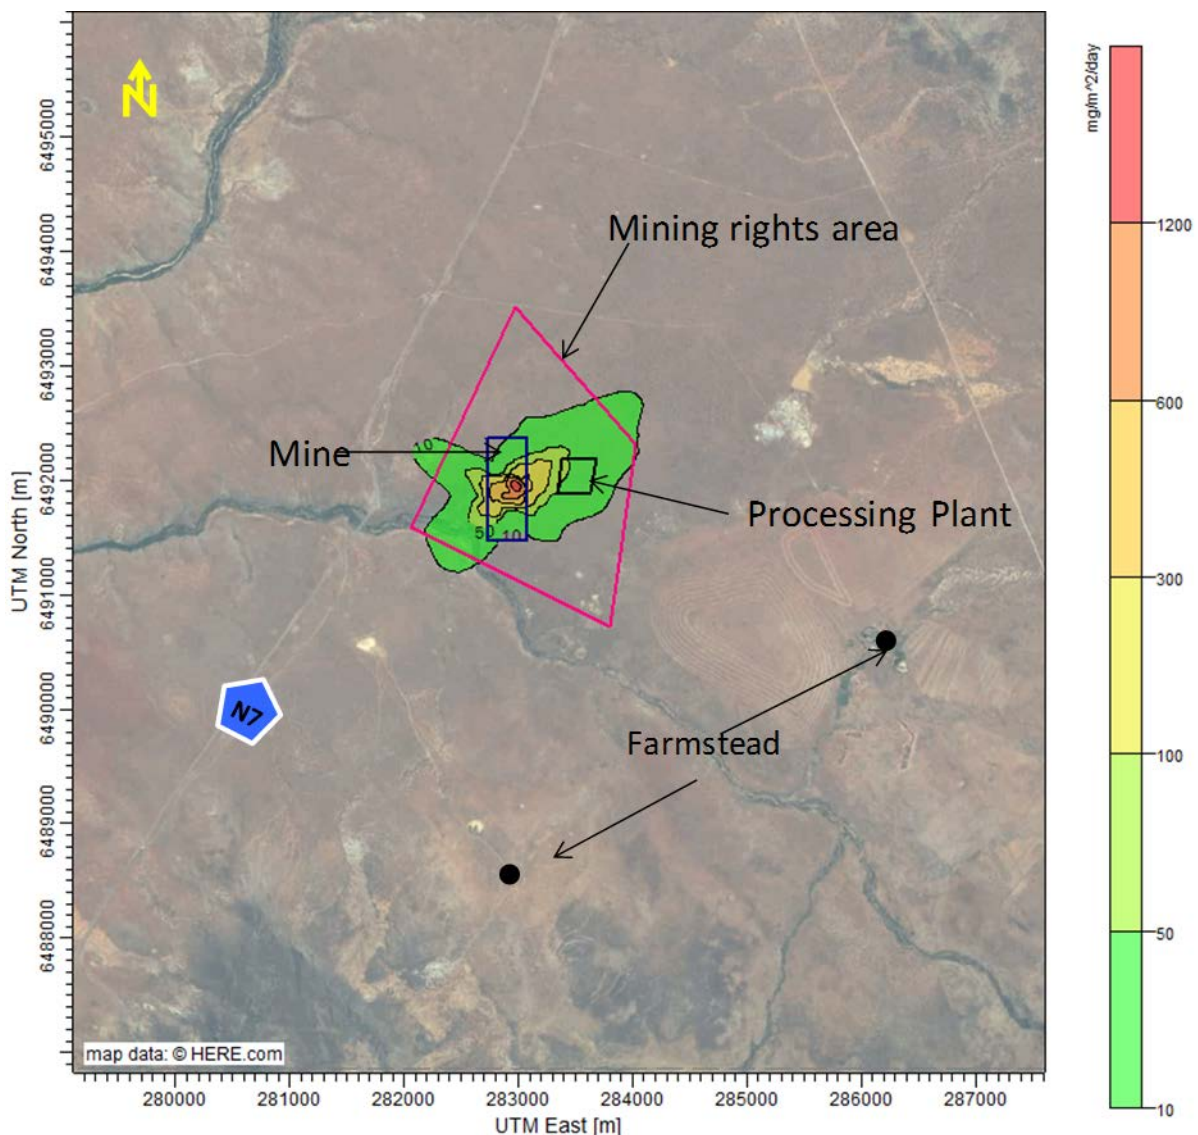 N
mg/m^2/day
1200
600
300
100
50
10
Mining rights area
Mine
10
Processing Plant
50
10
N7
Farmstead
map data: © HERE.com
UTM North [m]
6495000
6494000
6493000
6492000
6491000
6490000
6489000
6488000
280000 281000 282000 283000 284000 285000 286000 287000
UTM East [m]